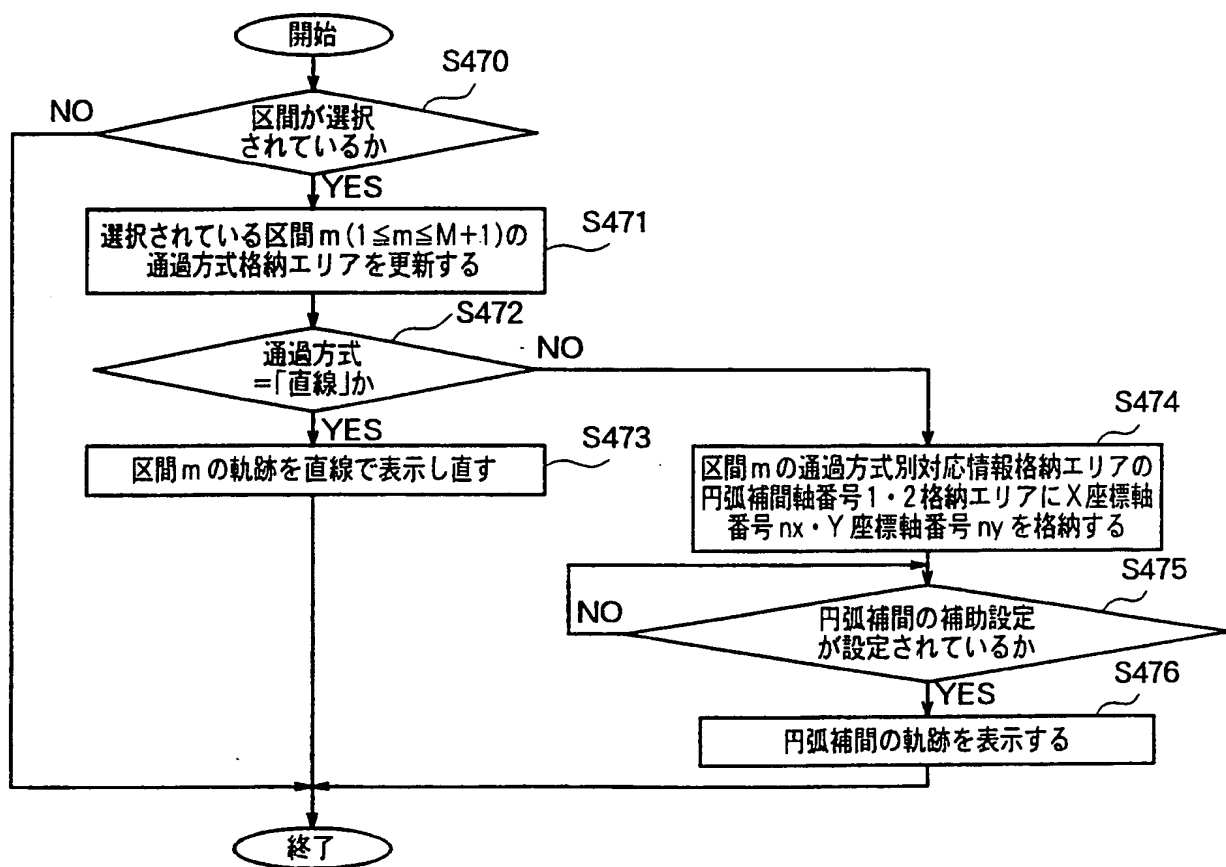 開始
S470
NO
区間が選択
されているか
YES
S471
選択されている区間m(1≦m≦M+1)の
通過方式格納エリアを更新する
S472
通過方式
=「直線」か
NO
YES
S473
区間mの軌跡を直線で表示し直す
S474
区間mの通過方式別対応情報格納エリアの
円弧補間軸番号1・2格納エリアにX座標軸
番号nx・Y座標軸番号nyを格納する
S475
NO
円弧補間の補助設定
が設定されているか
YES
S476
円弧補間の軌跡を表示する
終了